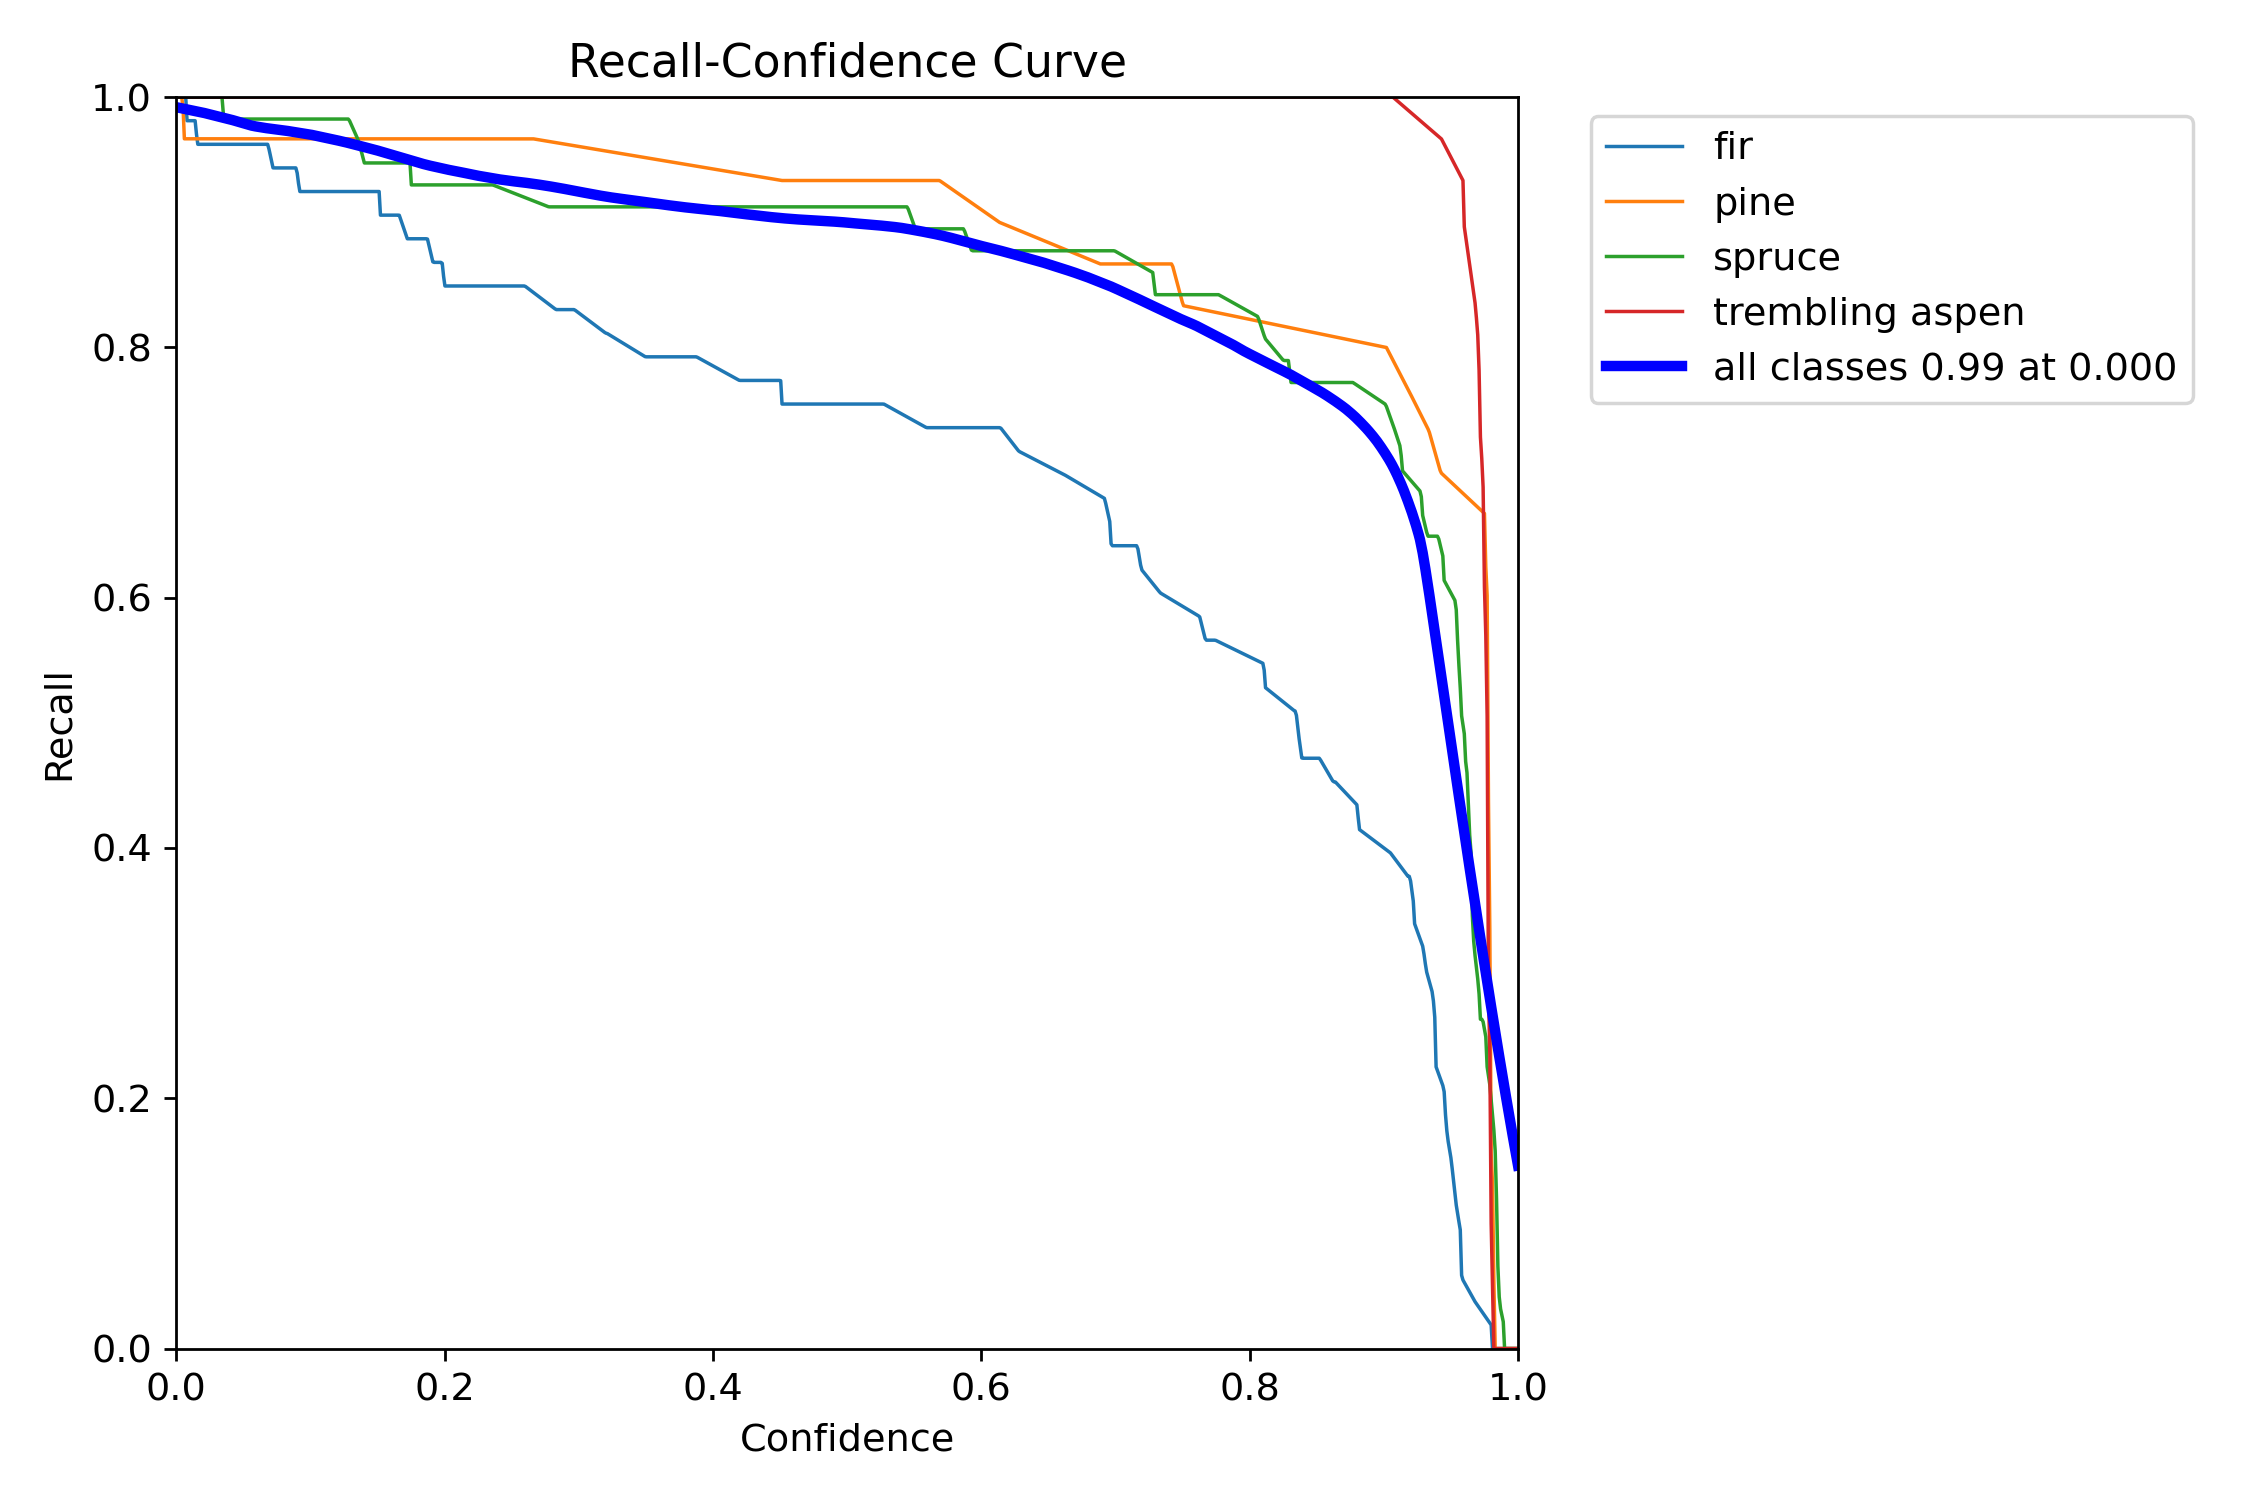 Recall-Confidence Curve
1.0
0.8
0.6
0.4
0.2
0.0
Recall
0.0 0.2 0.4 0.6 0.8 1.0
Confidence
fir
pine
spruce
trembling aspen
all classes 0.99 at 0.000